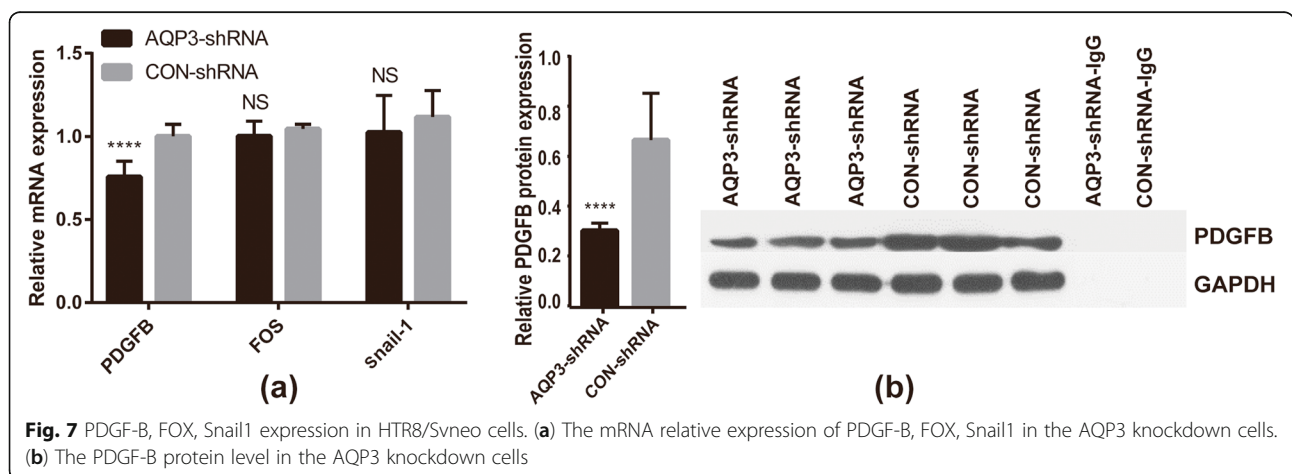 AQP3-shRNA
CON-shRNA
Relative mRNA expression
1.5
1.0
0.5
0.0
****
NS
NS
PDGFB
FOS
Snail-1
(a)
Relative PDGFB protein expression
1.0
0.8
0.6
0.4
0.2
0.0
****
AQP3-shRNA
CON-shRNA
AQP3-shRNA
AQP3-shRNA
AQP3-shRNA
CON-shRNA
CON-shRNA
CON-shRNA
AQP3-shRNA-IgG
CON-shRNA-IgG
PDGFB
GAPDH
(b)
Fig. 7 PDGF-B, FOX, Snail1 expression in HTR8/Svneo cells. (a) The mRNA relative expression of PDGF-B, FOX, Snail1 in the AQP3 knockdown cells.
(b) The PDGF-B protein level in the AQP3 knockdown cells